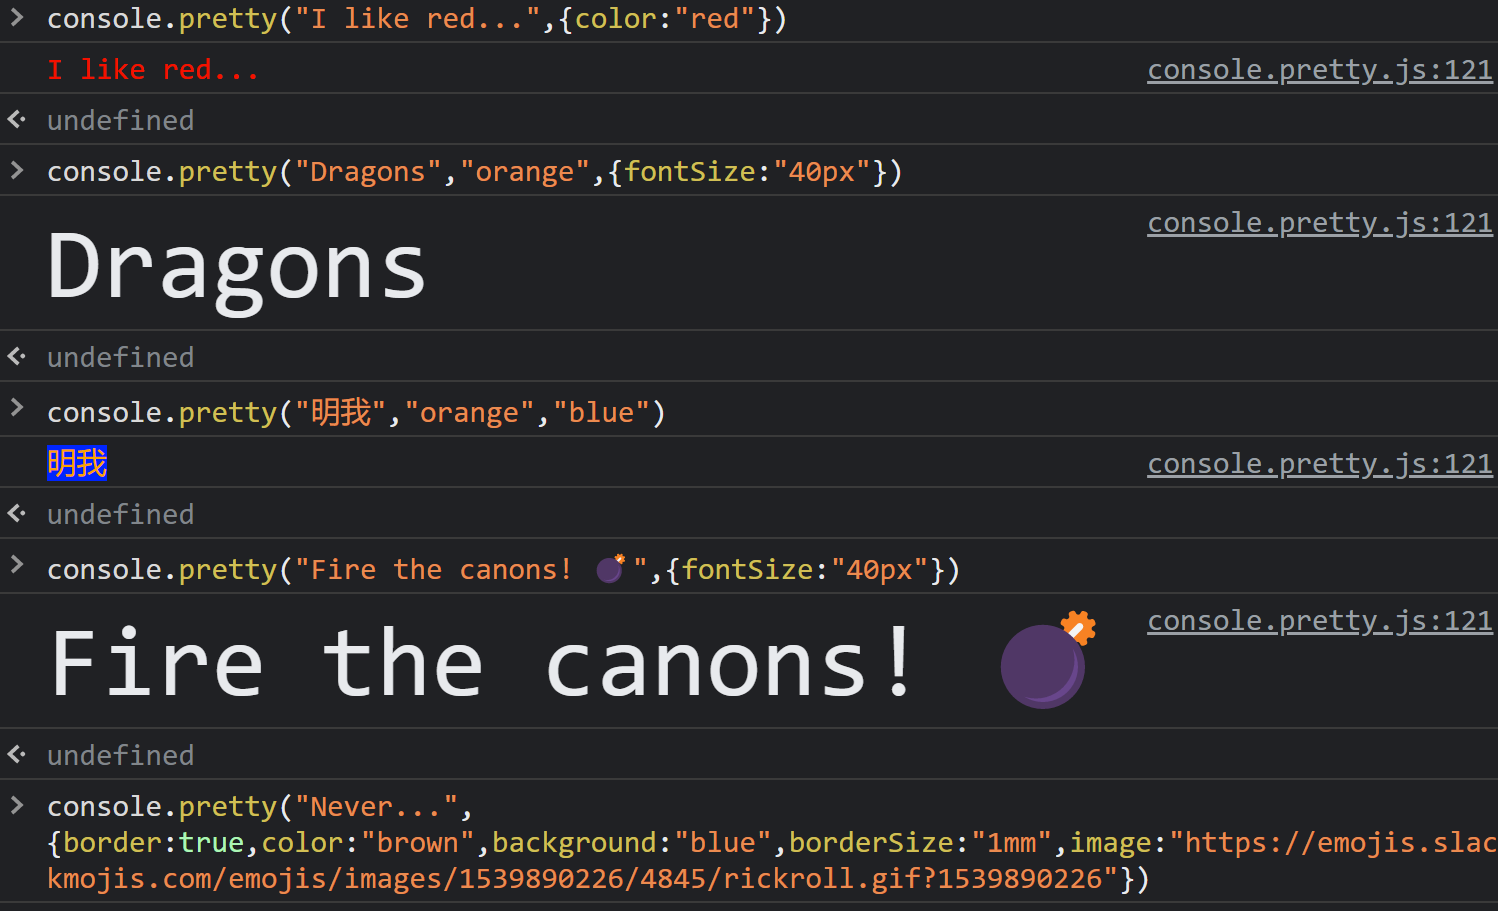 > console.pretty("I like red...",{color:"red"})
I like red... console.pretty.js:121
undefined
> console.pretty("Dragons","orange",{fontSize:"40px"})
Dragons console.pretty.js:121
undefined
> console.pretty("明我","orange","blue")
明我 console.pretty.js:121
undefined
> console.pretty("Fire the canons! 💣",{fontSize:"40px"})
Fire the canons! 💣 console.pretty.js:121
undefined
> console.pretty("Never...",
{border:true,color:"brown",background:"blue",borderSize:"1mm",image:"https://emojis.slac
kmojis.com/emojis/images/1539890226/4845/rickroll.gif?1539890226"})